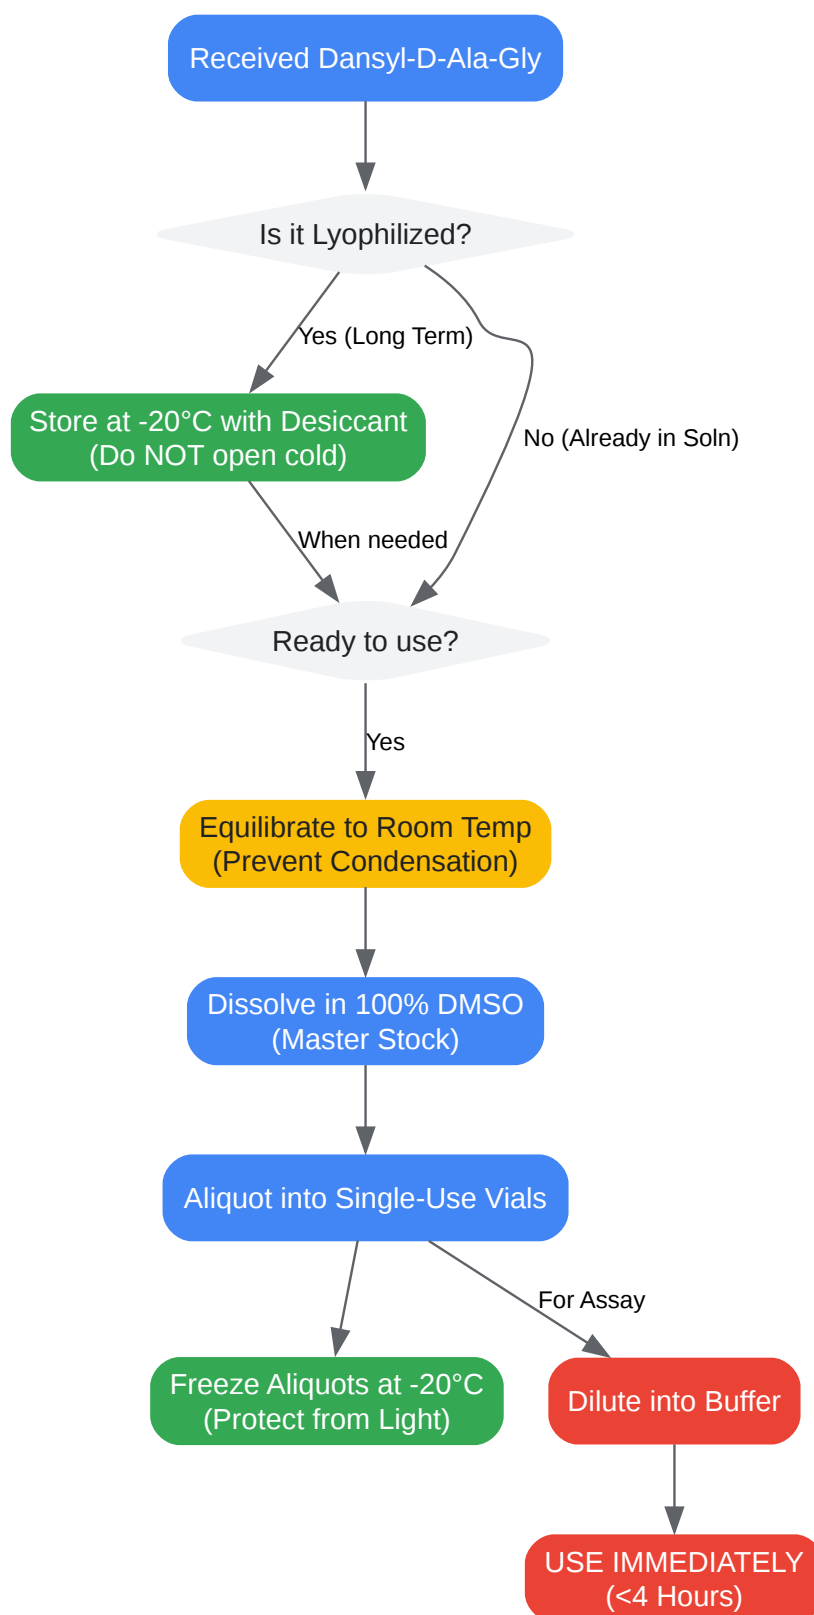 Received Dansyl-D-Ala-Gly
Is it Lyophilized?
Yes (Long Term)
Store at -20°C with Desiccant
(Do NOT open cold)
No (Already in Soln)
When needed
Ready to use?
Yes
Equilibrate to Room Temp
(Prevent Condensation)
Dissolve in 100% DMSO
(Master Stock)
Aliquot into Single-Use Vials
For Assay
Freeze Aliquots at -20°C
(Protect from Light)
Dilute into Buffer
USE IMMEDIATELY
(<4 Hours)